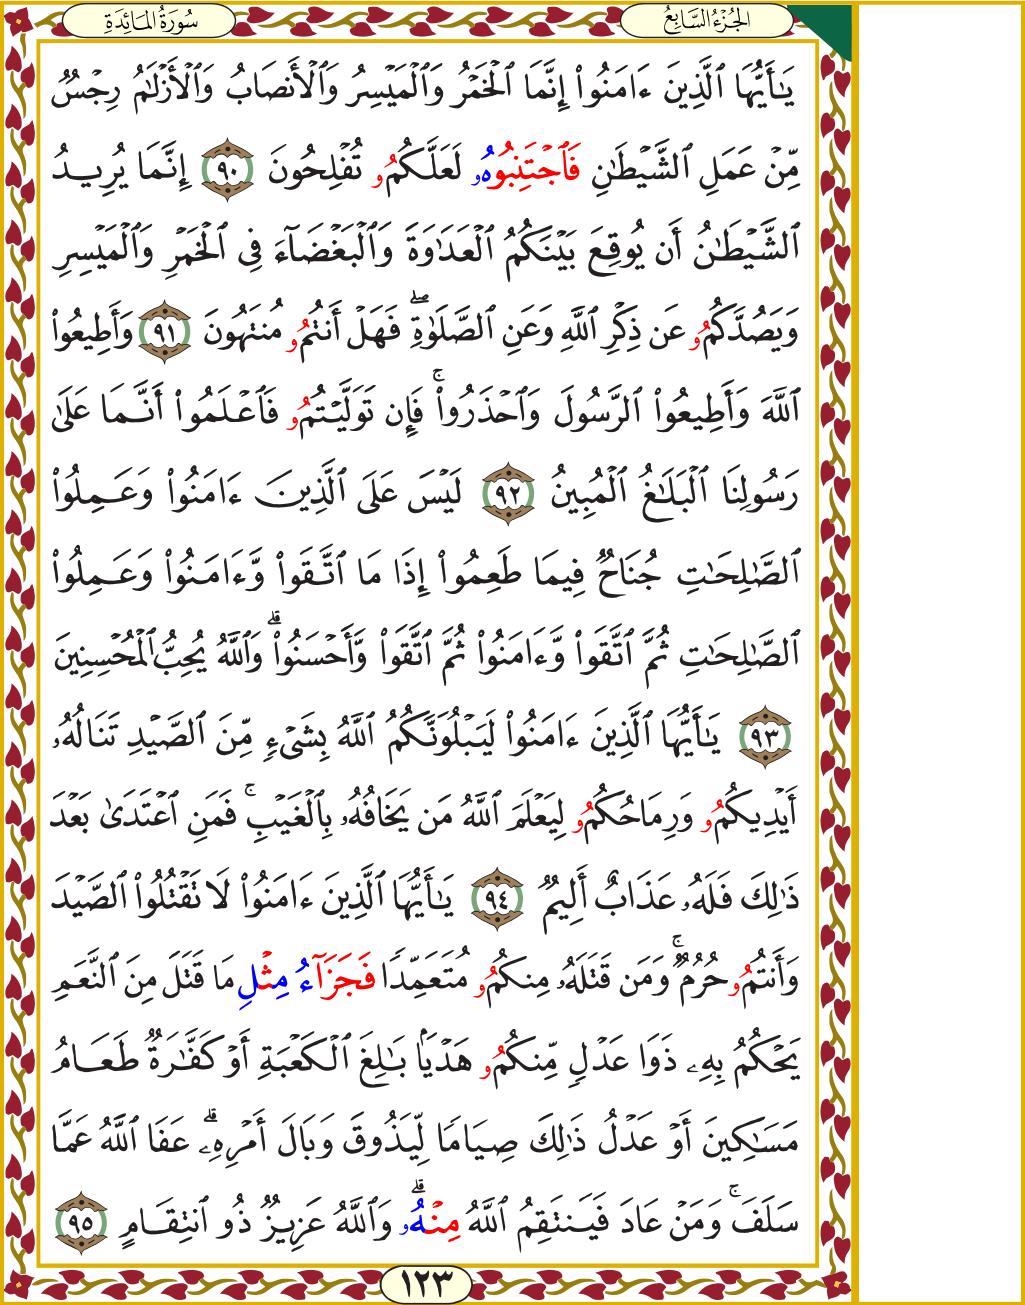 الجُزْءُ السَّابِعُ
سُورَةُ المَائِدَةِ
يَـٰٓأَيُّهَا ٱلَّذِينَ ءَامَنُوٓا۟ إِنَّمَا ٱلْخَمْرُ وَٱلْمَيْسِرُ وَٱلْأَنصَابُ وَٱلْأَزْلَـٰمُ رِجْسٌ
مِّنْ عَمَلِ ٱلشَّيْطَـٰنِ فَٱجْتَنِبُوهُۥ لَعَلَّكُمُۥ تُفْلِحُونَ ٩٠ إِنَّمَا يُرِيدُ
ٱلشَّيْطَـٰنُ أَن يُوقِعَ بَيْنَكُمُ ٱلْعَدَٰوَةَ وَٱلْبَغْضَآءَ فِى ٱلْخَمْرِ وَٱلْمَيْسِرِ
وَيَصُدَّكُمُۥ عَن ذِكْرِ ٱللَّهِ وَعَنِ ٱلصَّلَوٰةِ ۖ فَهَلْ أَنتُمُۥ مُنتَهُونَ ٩١ وَأَطِيعُوا۟
ٱللَّهَ وَأَطِيعُوا۟ ٱلرَّسُولَ وَٱحْذَرُوا۟ ۚ فَإِن تَوَلَّيْتُمُۥ فَٱعْلَمُوٓا۟ أَنَّمَا عَلَىٰ
رَسُولِنَا ٱلْبَلَـٰغُ ٱلْمُبِينُ ٩٢ لَيْسَ عَلَى ٱلَّذِينَ ءَامَنُوا۟ وَعَمِلُوا۟
ٱلصَّـٰلِحَـٰتِ جُنَاحٌ فِيمَا طَعِمُوٓا۟ إِذَا مَا ٱتَّقَوا۟ وَّءَامَنُوا۟ وَعَمِلُوا۟
ٱلصَّـٰلِحَـٰتِ ثُمَّ ٱتَّقَوا۟ وَّءَامَنُوا۟ ثُمَّ ٱتَّقَوا۟ وَّأَحْسَنُوا۟ ۗ وَٱللَّهُ يُحِبُّ ٱلْمُحْسِنِينَ
٩٣ يَـٰٓأَيُّهَا ٱلَّذِينَ ءَامَنُوا۟ لَيَبْلُوَنَّكُمُ ٱللَّهُ بِشَىْءٍ مِّنَ ٱلصَّيْدِ تَنَالُهُۥٓ
أَيْدِيكُمُۥ وَرِمَاحُكُمُۥ لِيَعْلَمَ ٱللَّهُ مَن يَخَافُهُۥ بِٱلْغَيْبِ ۚ فَمَنِ ٱعْتَدَىٰ بَعْدَ
ذَٰلِكَ فَلَهُۥ عَذَابٌ أَلِيمٌ ٩٤ يَـٰٓأَيُّهَا ٱلَّذِينَ ءَامَنُوا۟ لَا تَقْتُلُوا۟ ٱلصَّيْدَ
وَأَنتُمُۥ حُرُمٌ ۚ وَمَن قَتَلَهُۥ مِنكُمُۥ مُتَعَمِّدًا فَجَزَآءُ مِثْلِ مَا قَتَلَ مِنَ ٱلنَّعَمِ
يَحْكُمُ بِهِۦ ذَوَا عَدْلٍ مِّنكُمُۥ هَدْيًۢا بَـٰلِغَ ٱلْكَعْبَةِ أَوْ كَفَّـٰرَةٌ طَعَامُ
مَسَـٰكِينَ أَوْ عَدْلُ ذَٰلِكَ صِيَامًا لِّيَذُوقَ وَبَالَ أَمْرِهِۦ ۗ عَفَا ٱللَّهُ عَمَّا
سَلَفَ ۚ وَمَنْ عَادَ فَيَنتَقِمُ ٱللَّهُ مِنْهُۥ ۗ وَٱللَّهُ عَزِيزٌ ذُو ٱنتِقَامٍ ٩٥
١٢٣